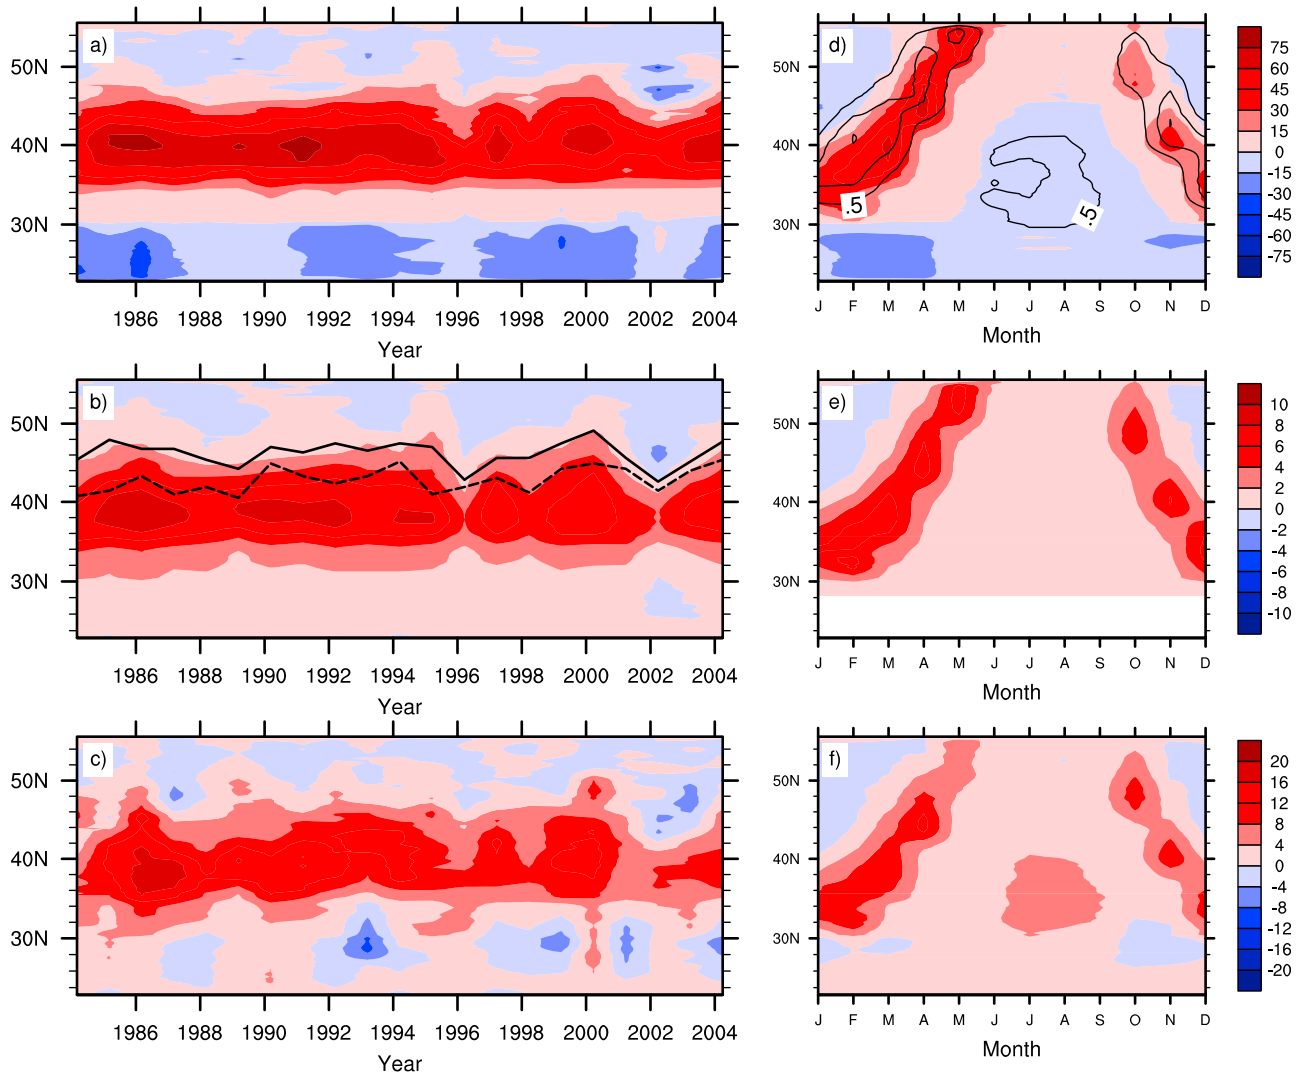 a)
50N
40N
30N
1986 1988 1990 1992 1994 1996 1998 2000 2002 2004
Year
d)
50N
40N
30N
.5
.5
J F M A M J J A S O N D
Month
75
60
45
30
15
0
-15
-30
-45
-60
-75
b)
50N
40N
30N
1986 1988 1990 1992 1994 1996 1998 2000 2002 2004
Year
e)
50N
40N
30N
J F M A M J J A S O N D
Month
10
8
6
4
2
0
-2
-4
-6
-8
-10
c)
50N
40N
30N
1986 1988 1990 1992 1994 1996 1998 2000 2002 2004
Year
f)
50N
40N
30N
J F M A M J J A S O N D
Month
20
16
12
8
4
0
-4
-8
-12
-16
-20